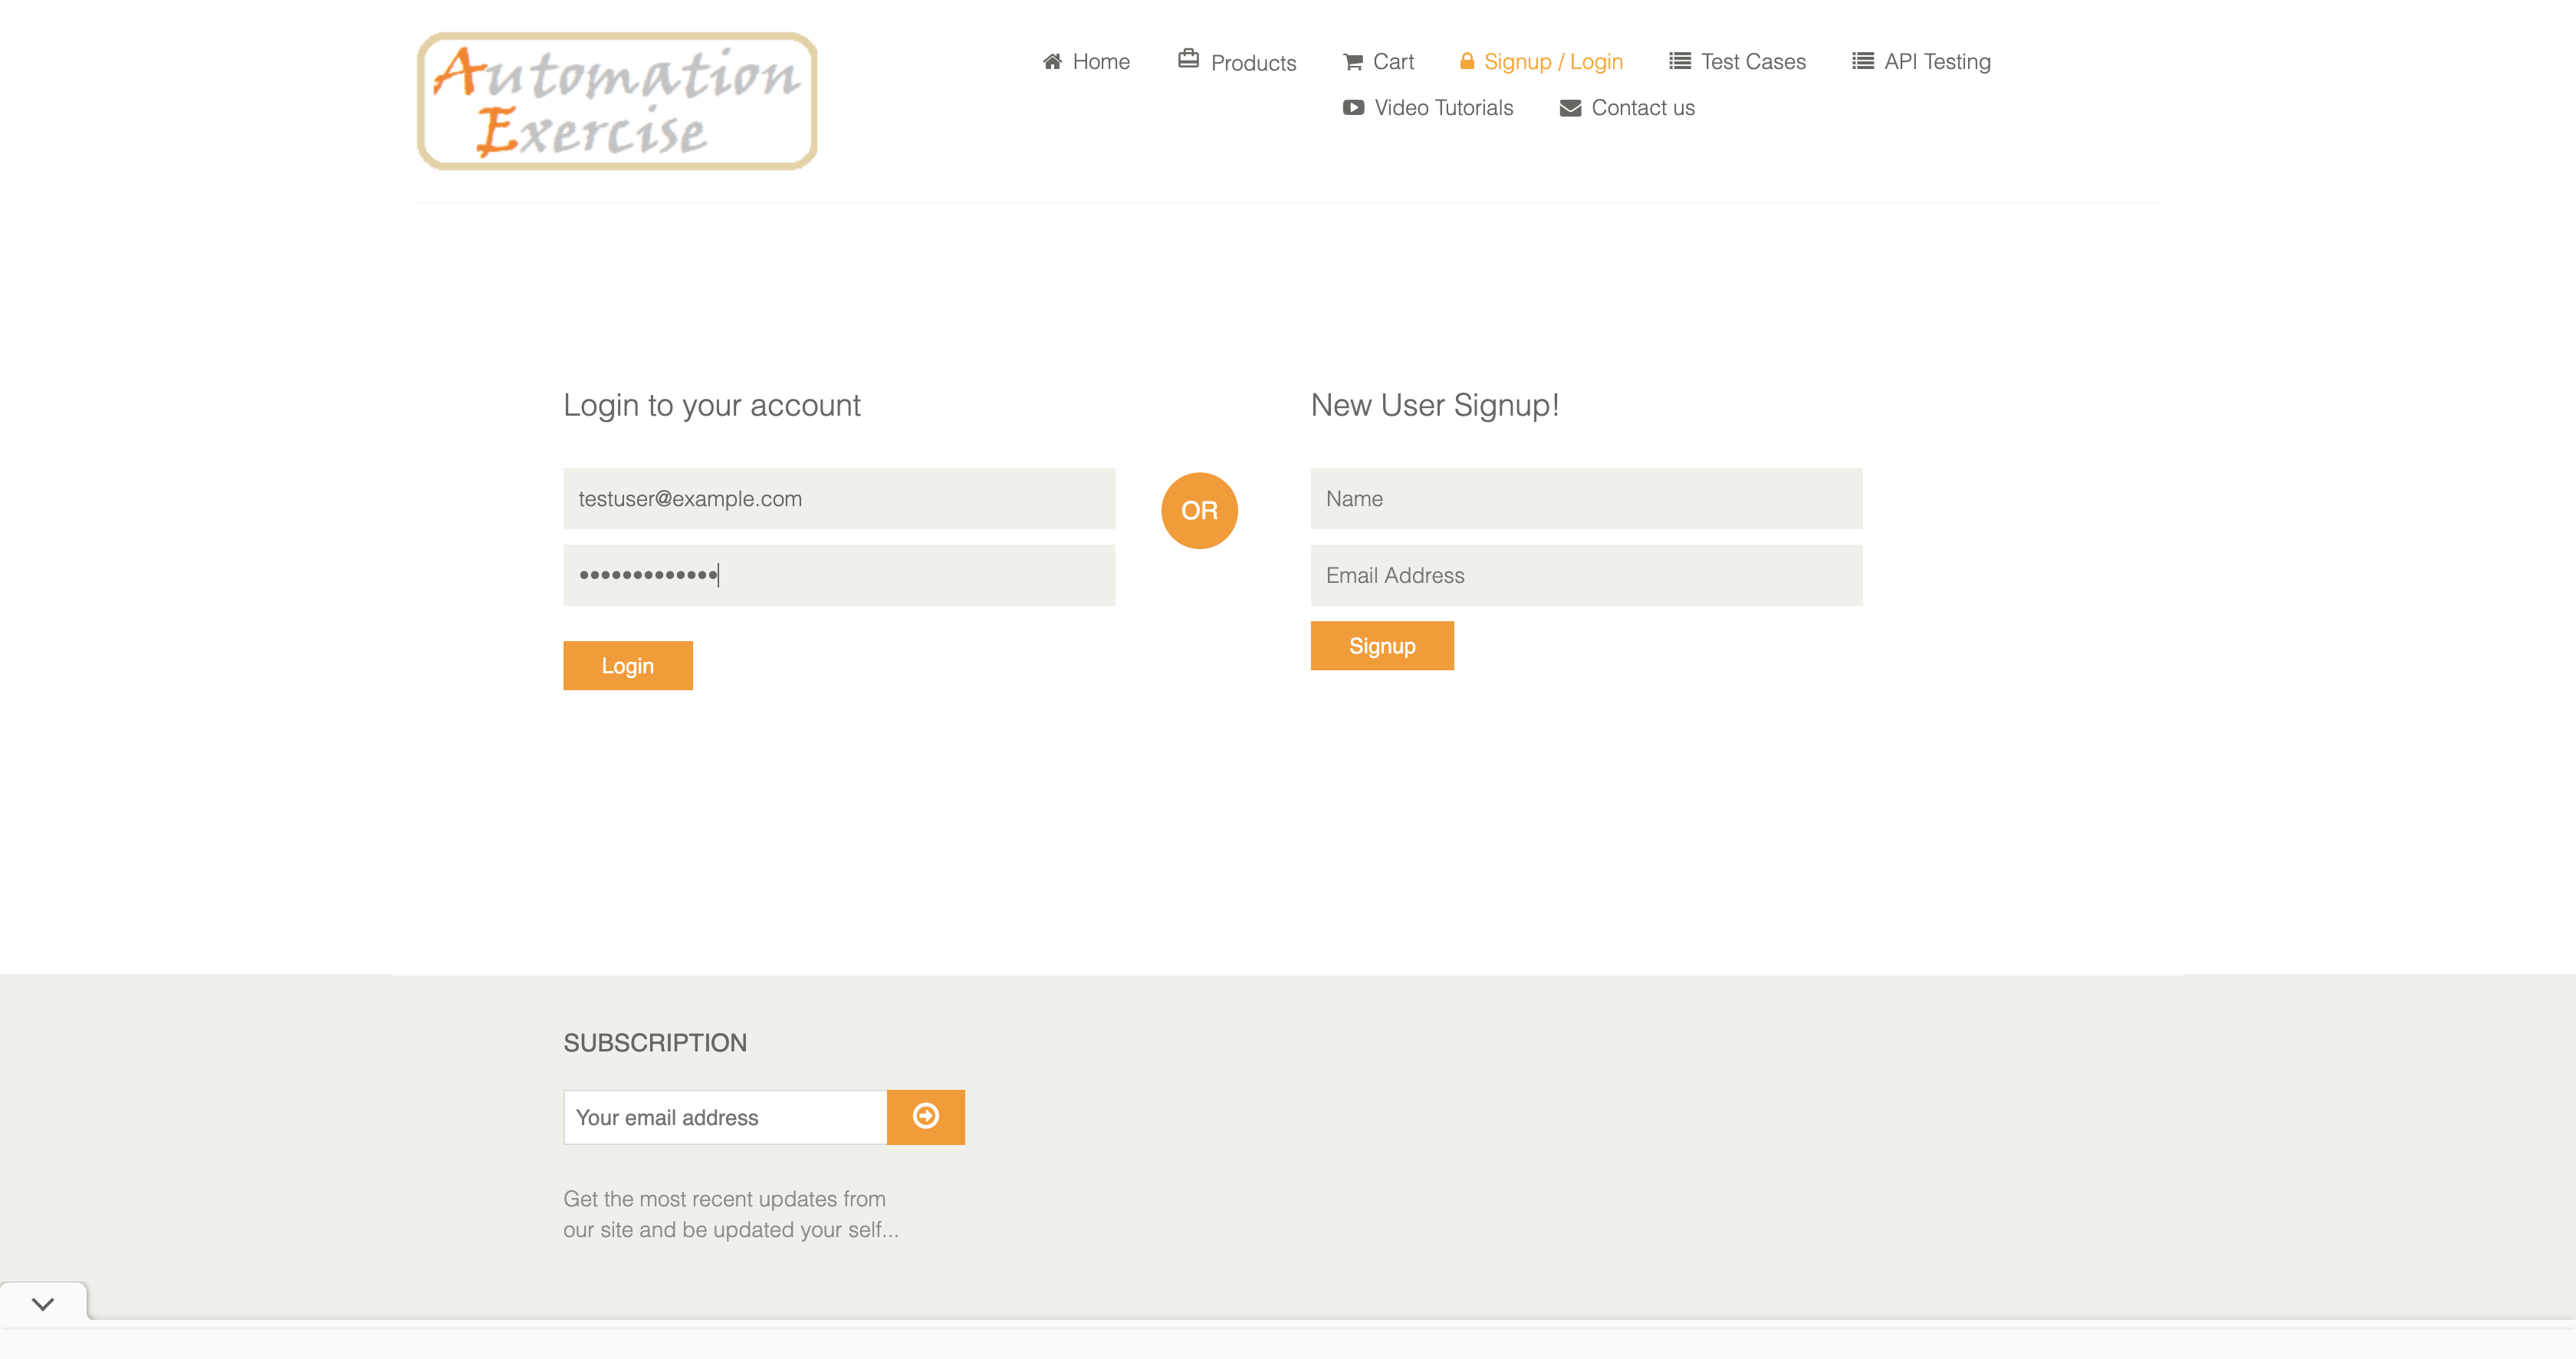 Automation
Exercise
Home
Products
Cart
Signup / Login
Test Cases
API Testing
Video Tutorials
Contact us
Login to your account
testuser@example.com
•••••••••••••
Login
OR
New User Signup!
Name
Email Address
Signup
SUBSCRIPTION
Your email address
Get the most recent updates from
our site and be updated your self...